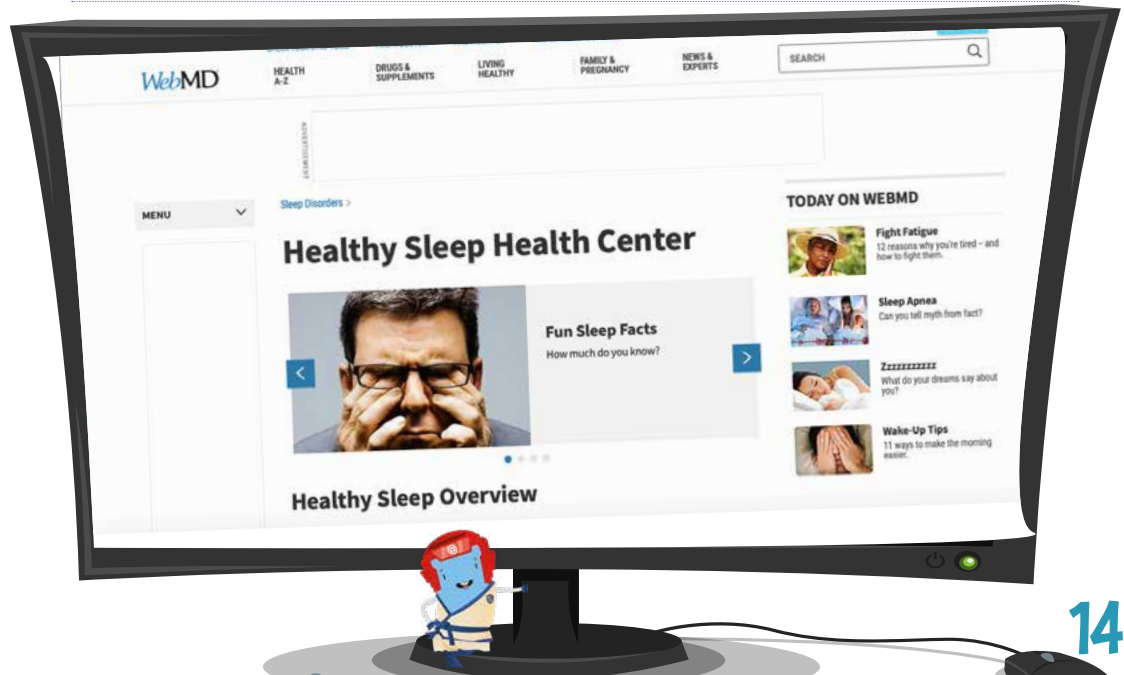 WebMD
HEALTH
A-Z
DRUGS &
SUPPLEMENTS
LIVING
HEALTHY
FAMILY &
PREGNANCY
NEWS &
EXPERTS
SEARCH
ADVERTISEMENT
MENU
Sleep Disorders >
Healthy Sleep Health Center
Fun Sleep Facts
How much do you know?
Healthy Sleep Overview
TODAY ON WEBMD
Fight Fatigue
12 reasons why you're tired – and
how to fight them.
Sleep Apnea
Can you tell myth from fact?
Zzzzzzzzzzz
What do your dreams say about
you?
Wake-Up Tips
11 ways to make the morning
easier.
14